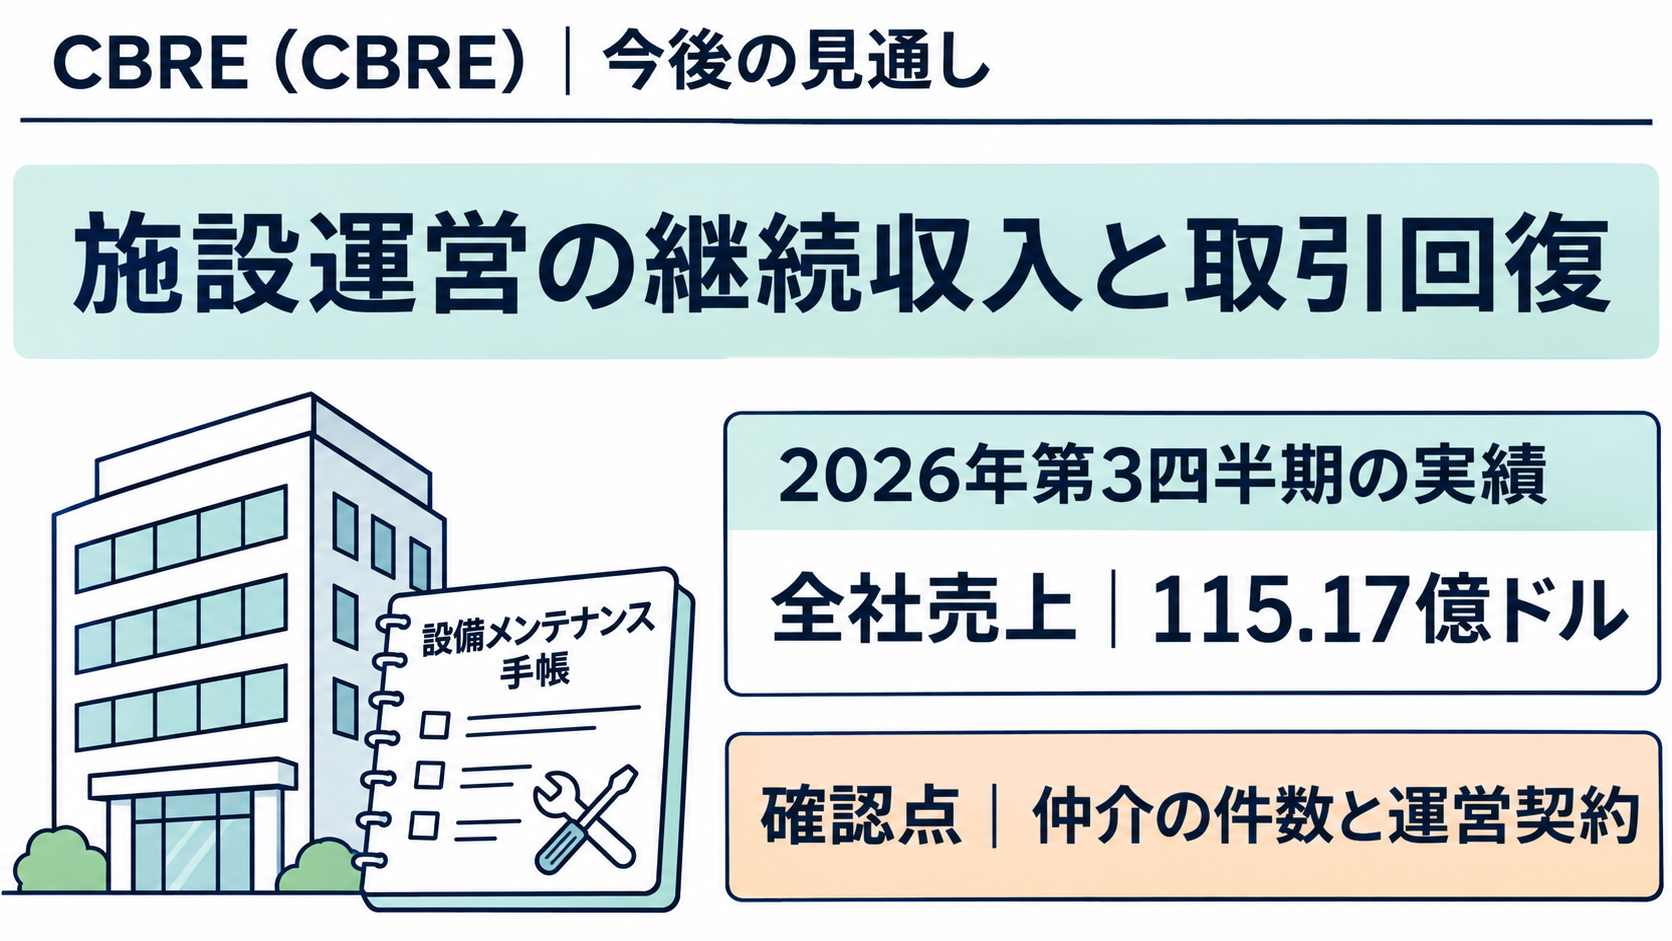 CBRE（CBRE）｜今後の見通し
施設運営の継続収入と取引回復
2026年第3四半期の実績
全社売上｜115.17億ドル
設備メンテナンス
手帳
確認点｜仲介の件数と運営契約